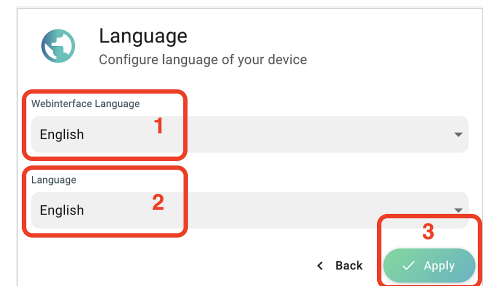 Language
Configure language of your device
Webinterface Language
English
1
Language
English
2
3
Back
Apply